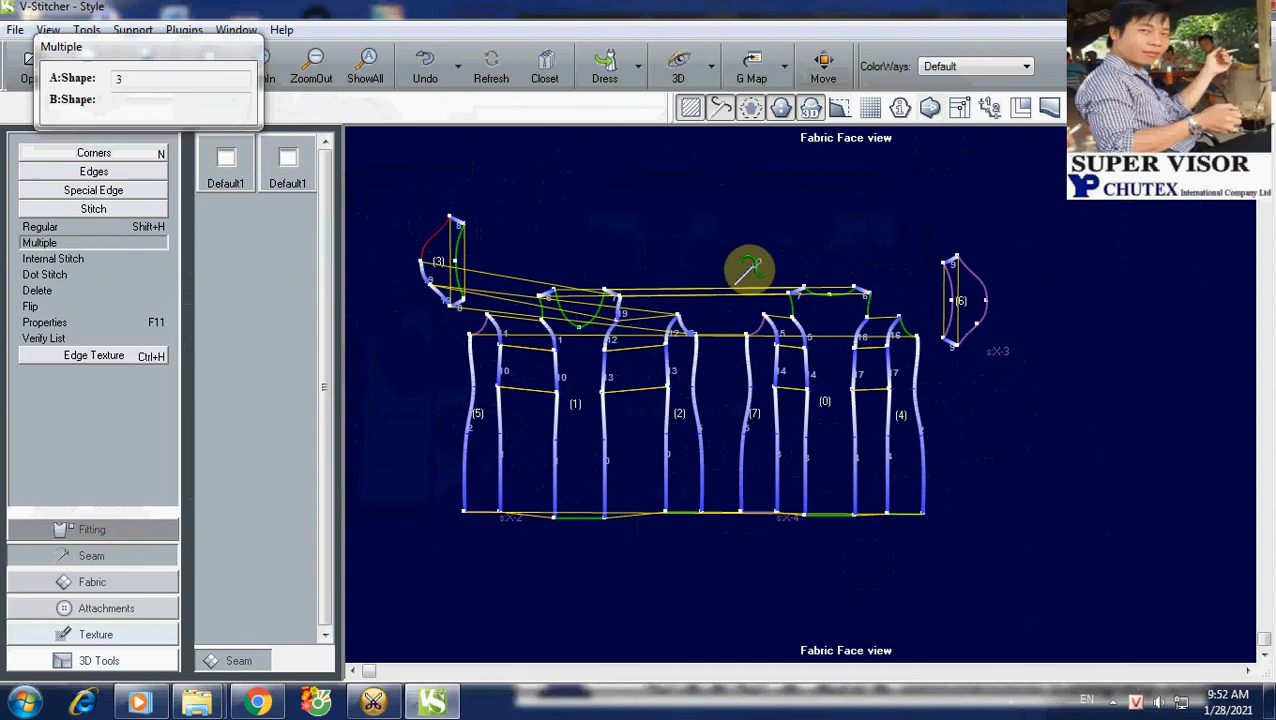 V-Stitcher - Style
File View Tools Support Plugins Window Help
Multiple
A:Shape: 3
B:Shape:
ZoomOut ShowAll Undo Refresh Closet Dress 3D G Map Move ColorWays: Default
Corners N
Edges
Special Edge
Stitch
Regular Shift+H
Multiple
Internal Stitch
Dot Stitch
Delete
Flip
Properties F11
Verify List
Edge Texture Ctrl+H
Fitting
Seam
Fabric
Attachments
Texture
3D Tools
Default1 Default1
Seam
Fabric Face view
(3)
(6)
s:X-3
(5) (1) (2) (7) (0) (4)
s:X-2 s:X-4
Fabric Face view
SUPER VISOR
CHUTEX International Company Ltd
EN
9:52 AM
1/28/2021